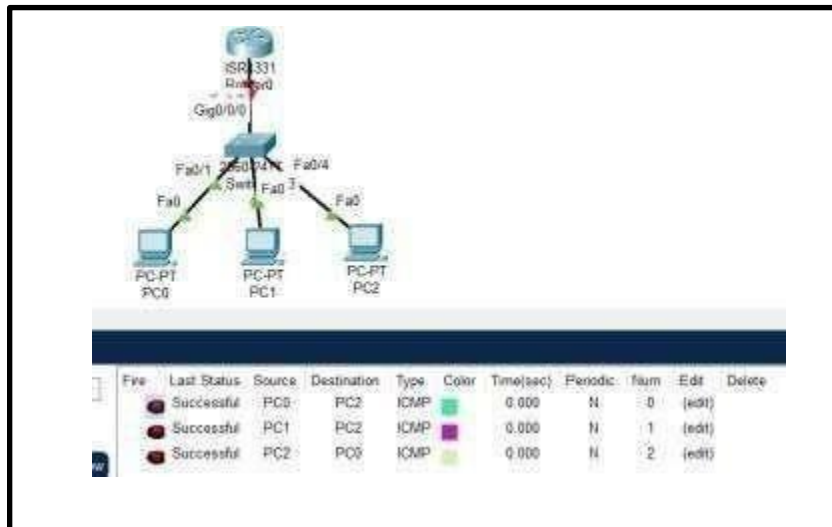 ISR4331
Router0
Gig0/0/0
Fa0/1
Fa0/4
Fa0
Fa0
Fa0
PC-PT
PC0
PC-PT
PC1
PC-PT
PC2
Fire Last Status Source Destination Type Color Time(sec) Periodic Num Edit Delete
Successful PC0 PC2 ICMP 0.000 N 0 (edit)
Successful PC1 PC2 ICMP 0.000 N 1 (edit)
Successful PC2 PC0 ICMP 0.000 N 2 (edit)